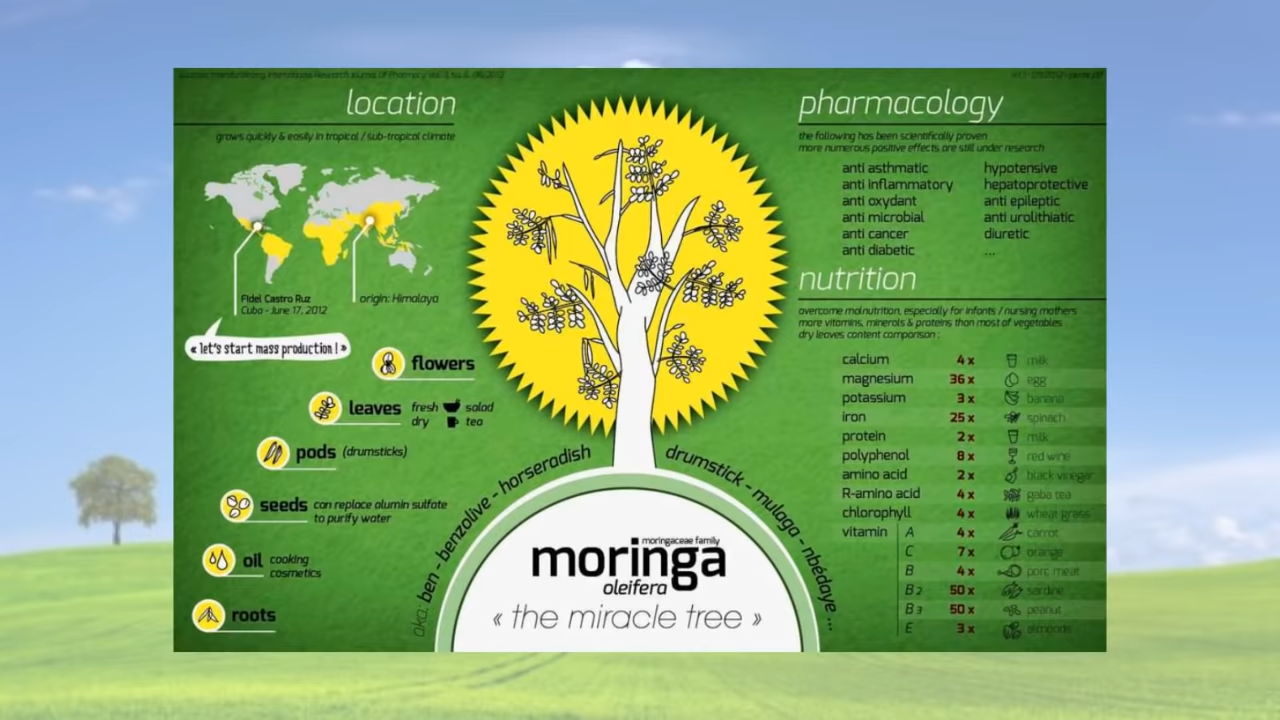 location
grows quickly & easily in tropical / sub-tropical climate
Fidel Castro Ruz
Cuba - June 17, 2012
origin: Himalaya
« let's start mass production ! »
flowers
leaves
fresh salad
dry tea
pods (drumsticks)
seeds can replace alumin sulfate
to purify water
oil cooking
cosmetics
roots
aka: ben - benzolive - horseradish
drumstick - mulaga - nbédaye ...
moringaceae family
moringa
oleifera
« the miracle tree »
pharmacology
the following has been scientifically proven
more numerous positive effects are still under research
anti asthmatic hypotensive
anti inflammatory hepatoprotective
anti oxydant anti epileptic
anti microbial anti urolithiatic
anti cancer diuretic
anti diabetic ...
nutrition
overcome malnutrition, especially for infants / nursing mothers
more vitamins, minerals & proteins than most of vegetables
dry leaves content comparison :
calcium 4 x milk
magnesium 36 x egg
potassium 3 x banana
iron 25 x spinach
protein 2 x milk
polyphenol 8 x red wine
amino acid 2 x black vinegar
R-amino acid 4 x gaba tea
chlorophyll 4 x wheat grass
vitamin A 4 x carrot
C 7 x orange
B 4 x porc meat
B2 50 x sardine
B3 50 x peanut
E 3 x almonds